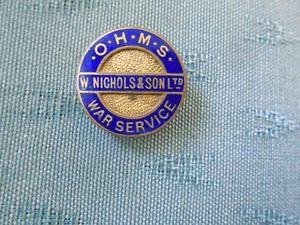 ·O·H·M·S·
W. NICHOLS & SON LTD
WAR SERVICE